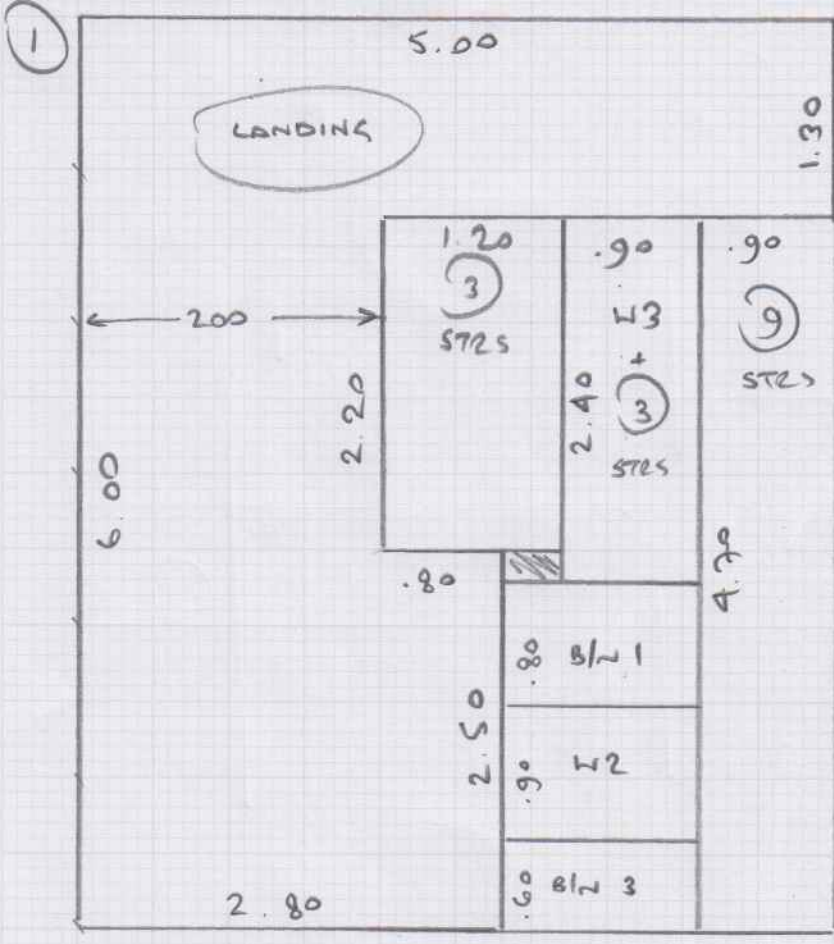 1
5.00
LANDING
1.30
1.20
3
STRS
.90
W3
+
3
STRS
.90
9
STRS
200
2.20
2.40
6.00
.80
4.70
.80
B/W 1
2.50
.90
W2
.60
B/W 3
2.80